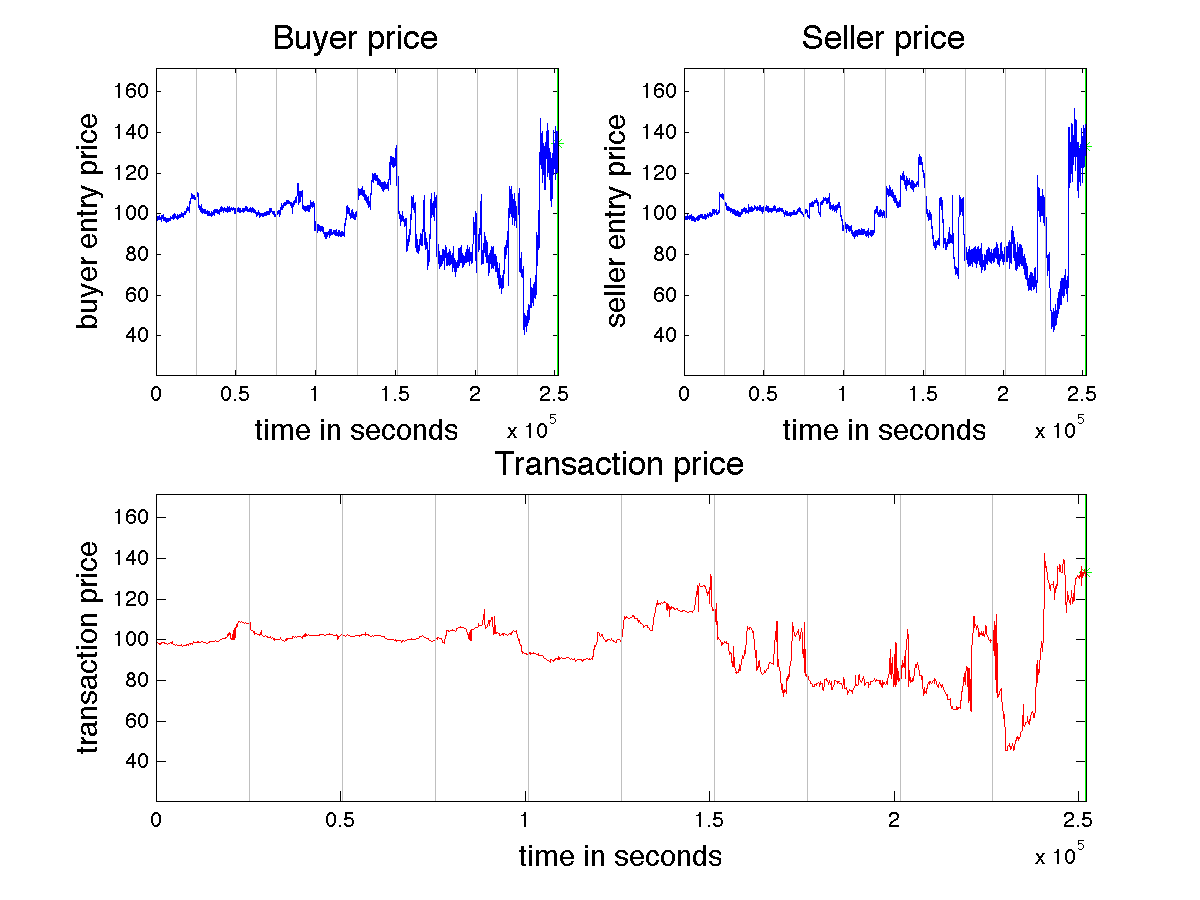 Buyer price
160
140
120
100
80
60
40
buyer entry price
0 0.5 1 1.5 2 2.5
time in seconds
x 10^5
Seller price
160
140
120
100
80
60
40
seller entry price
0 0.5 1 1.5 2 2.5
time in seconds
x 10^5
Transaction price
160
140
120
100
80
60
40
transaction price
0 0.5 1 1.5 2 2.5
time in seconds
x 10^5